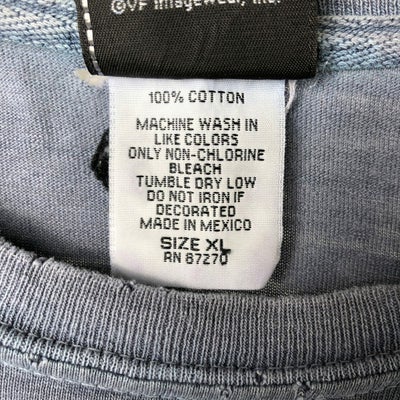 ©VF Imagewear, Inc.
100% COTTON
MACHINE WASH IN
LIKE COLORS
ONLY NON-CHLORINE
BLEACH
TUMBLE DRY LOW
DO NOT IRON IF
DECORATED
MADE IN MEXICO
SIZE XL
RN 87270